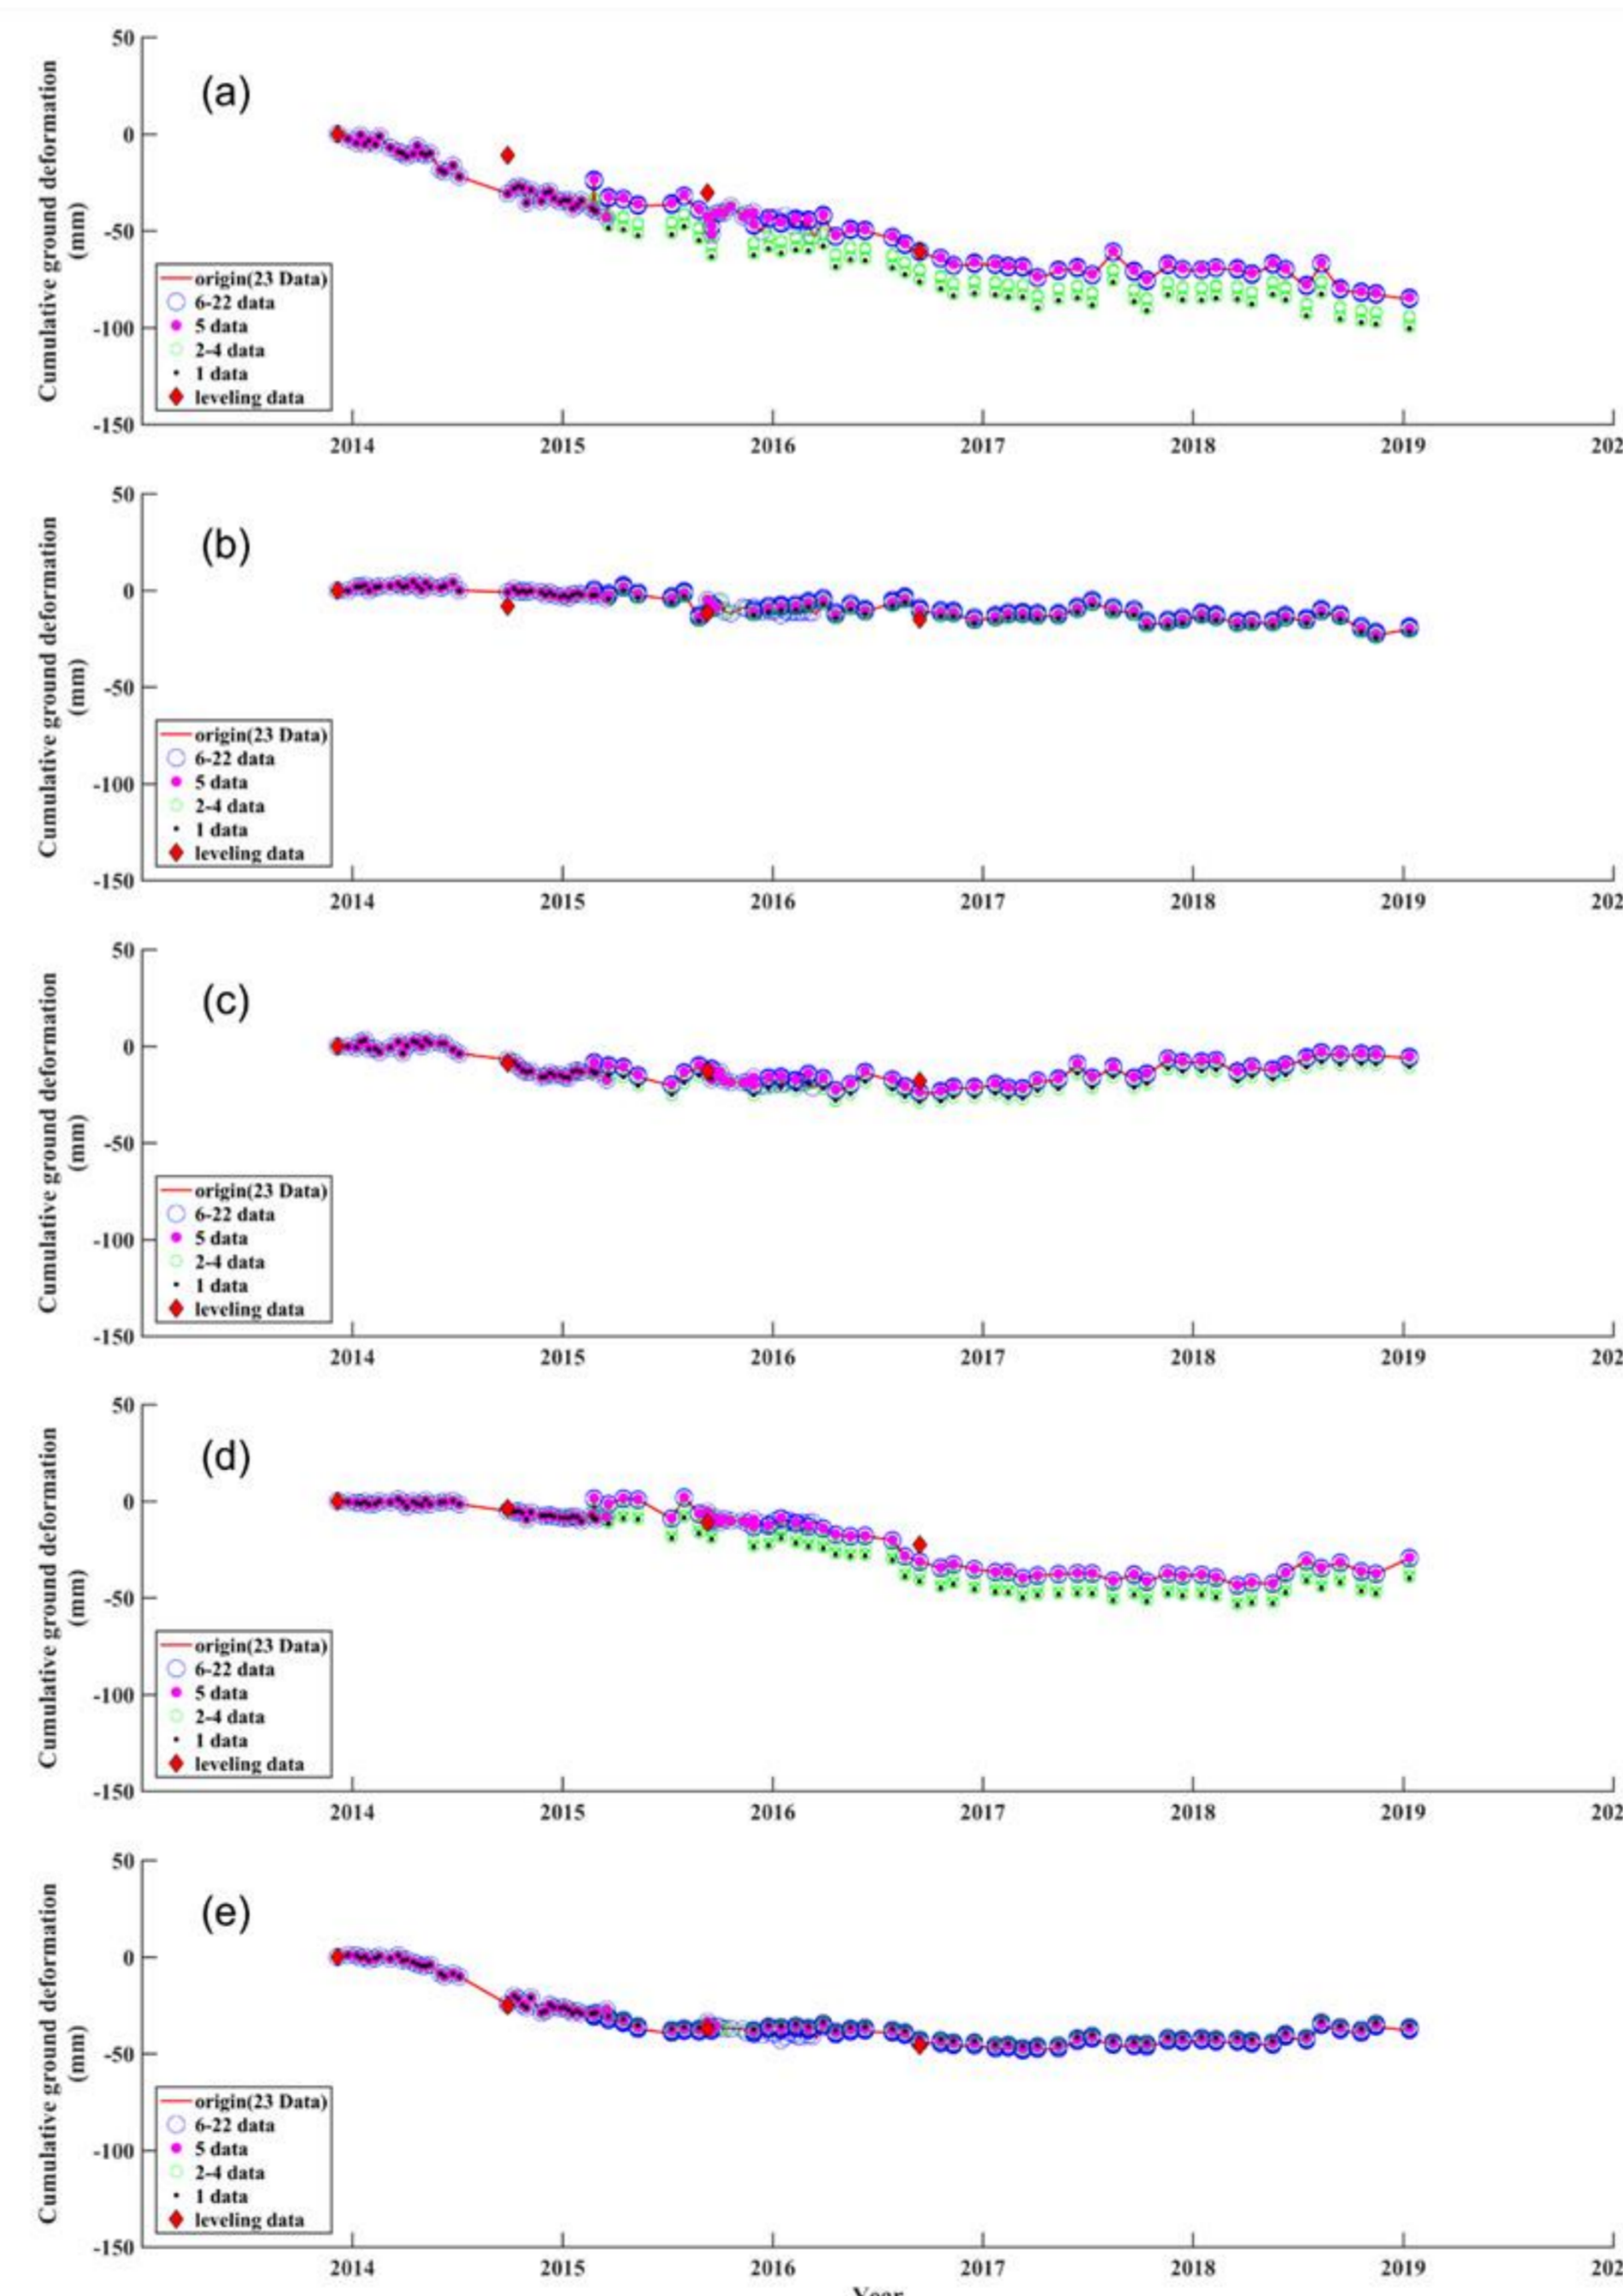 50
(a)
0
-50
-100
-150
Cumulative ground deformation
(mm)
origin(23 Data)
6-22 data
5 data
2-4 data
1 data
leveling data
2014 2015 2016 2017 2018 2019 202
50
(b)
0
-50
-100
-150
Cumulative ground deformation
(mm)
origin(23 Data)
6-22 data
5 data
2-4 data
1 data
leveling data
2014 2015 2016 2017 2018 2019 202
50
(c)
0
-50
-100
-150
Cumulative ground deformation
(mm)
origin(23 Data)
6-22 data
5 data
2-4 data
1 data
leveling data
2014 2015 2016 2017 2018 2019 202
50
(d)
0
-50
-100
-150
Cumulative ground deformation
(mm)
origin(23 Data)
6-22 data
5 data
2-4 data
1 data
leveling data
2014 2015 2016 2017 2018 2019 202
50
(e)
0
-50
-100
-150
Cumulative ground deformation
(mm)
origin(23 Data)
6-22 data
5 data
2-4 data
1 data
leveling data
2014 2015 2016 2017 2018 2019 202
Year